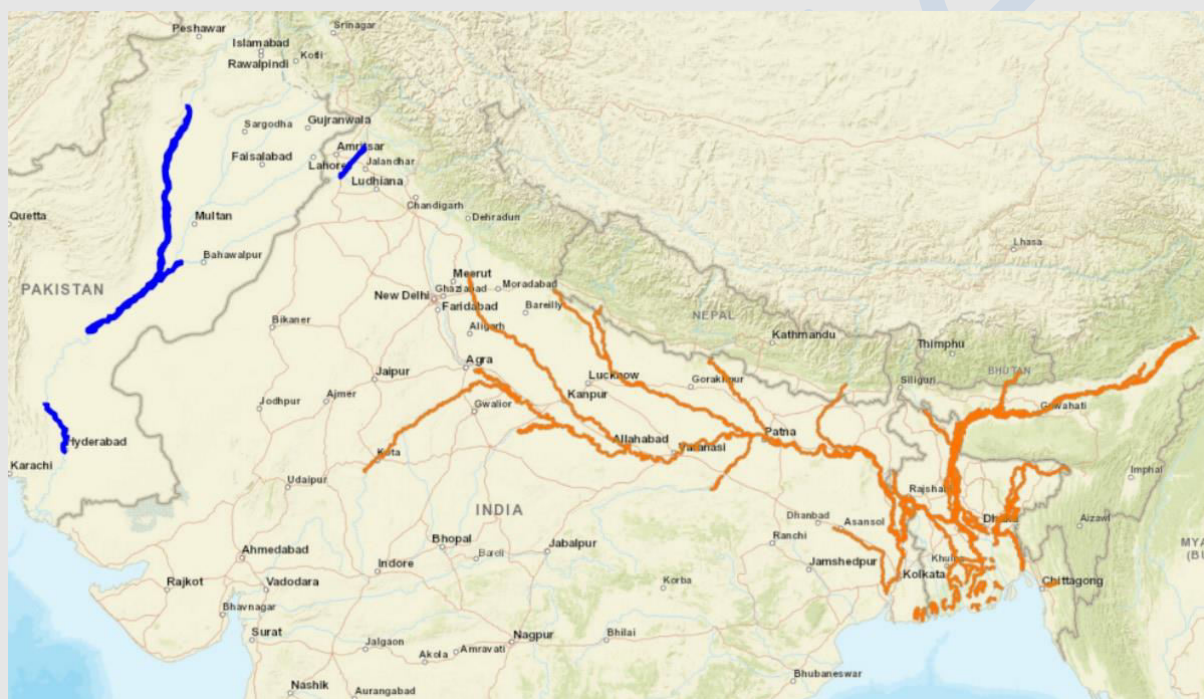 Peshawar
Srinagar
Islamabad
Rawalpindi
Kotli
Sargodha
Gujranwala
Faisalabad
Lahore
Amritsar
Jalandhar
Ludhiana
Quetta
Multan
Chandigarh
Dehradun
Lhasa
Bahawalpur
PAKISTAN
Meerut
New Delhi
Ghaziabad
Moradabad
Faridabad
Bareilly
Bikaner
Aligarh
NEPAL
Kathmandu
Thimphu
Agra
BHUTAN
Jaipur
Lucknow
Gorakhpur
Siliguri
Jodhpur
Ajmer
Gwalior
Kanpur
Guwahati
Hyderabad
Allahabad
Patna
Karachi
Kota
Varanasi
Imphal
Udaipur
Rajshahi
INDIA
Dhanbad
Asansol
Dhaka
Aizawl
Ranchi
Bhopal
Jabalpur
MYA
(BU
Ahmedabad
Indore
Jamshedpur
Kolkata
Khulna
Chittagong
Rajkot
Vadodara
Korba
Bhavnagar
Surat
Jalgaon
Nagpur
Bhilai
Akola
Amravati
Bhubaneswar
Nashik
Aurangabad